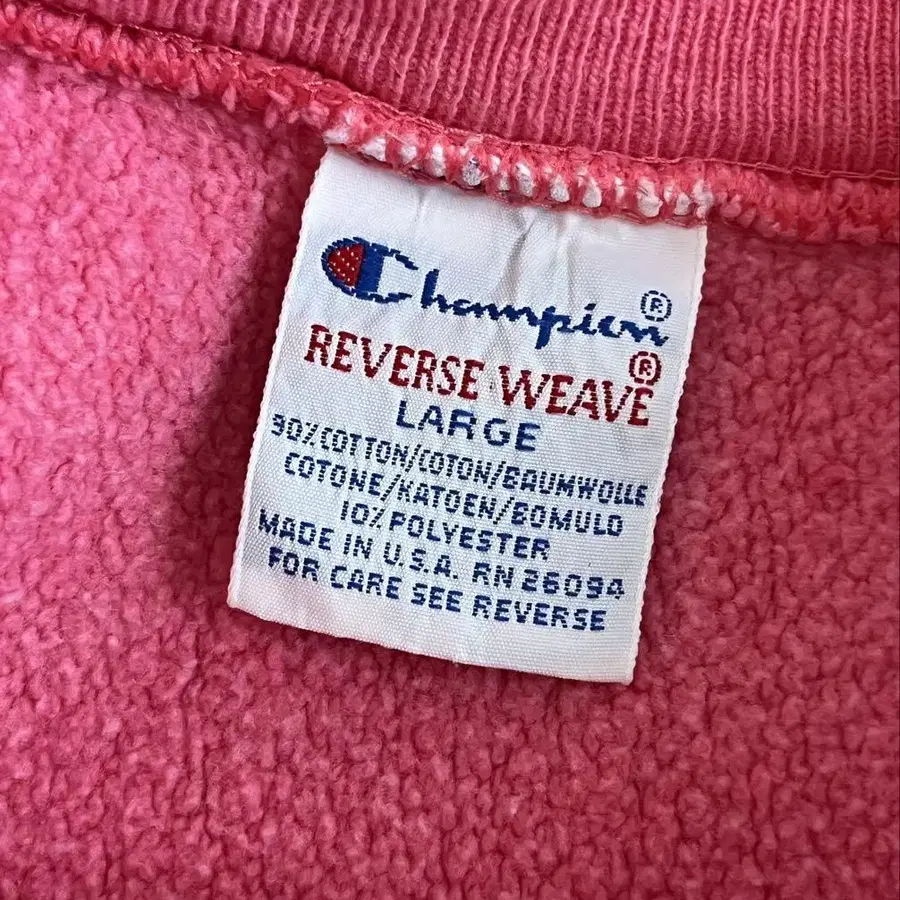 Champion®
REVERSE WEAVE®
LARGE
90% COTTON/COTON/BAUMWOLLE
COTONE/KATOEN/BOMULD
10% POLYESTER
MADE IN U.S.A. RN 26094
FOR CARE SEE REVERSE